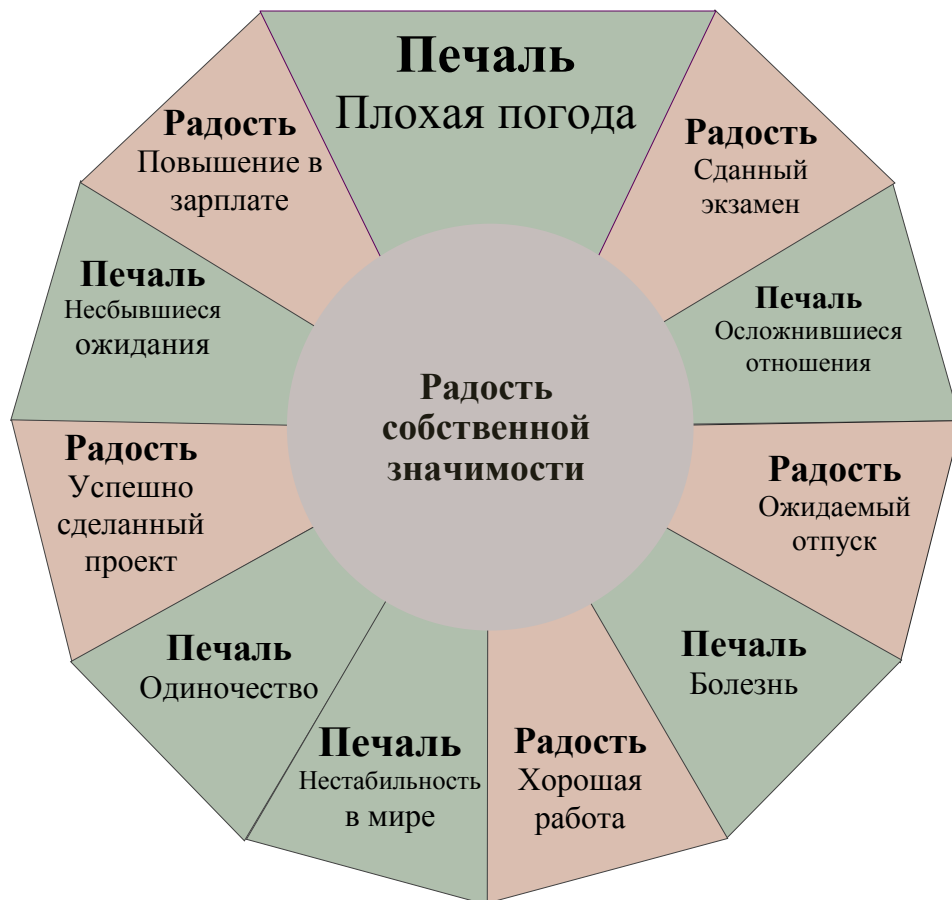 Печаль
Плохая погода
Радость
Сданный
экзамен
Печаль
Осложнившиеся
отношения
Радость
Ожидаемый
отпуск
Печаль
Болезнь
Радость
Хорошая
работа
Печаль
Нестабильность
в мире
Печаль
Одиночество
Радость
Успешно
сделанный
проект
Печаль
Несбывшиеся
ожидания
Радость
Повышение в
зарплате
Радость
собственной
значимости